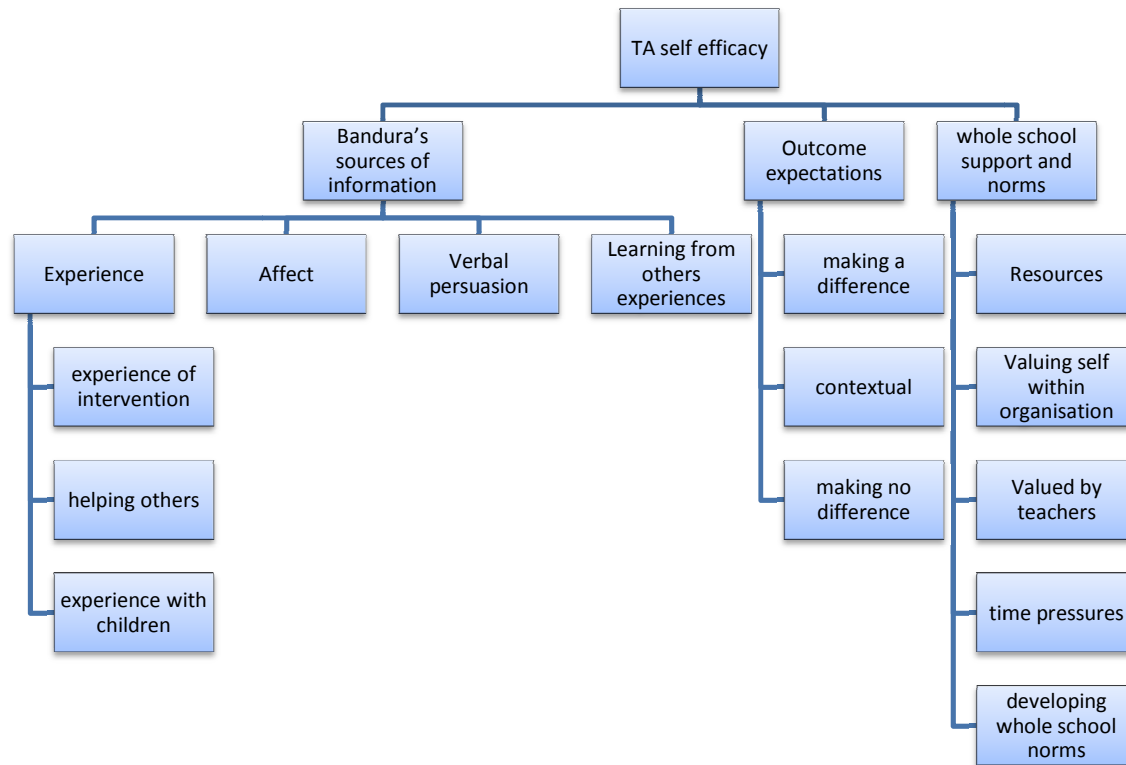 TA self efficacy
Bandura's
sources of
information
Outcome
expectations
whole school
support and
norms
Experience
Affect
Verbal
persuasion
Learning from
others
experiences
making a
difference
Resources
experience of
intervention
contextual
Valuing self
within
organisation
helping others
making no
difference
Valued by
teachers
experience with
children
time pressures
developing
whole school
norms